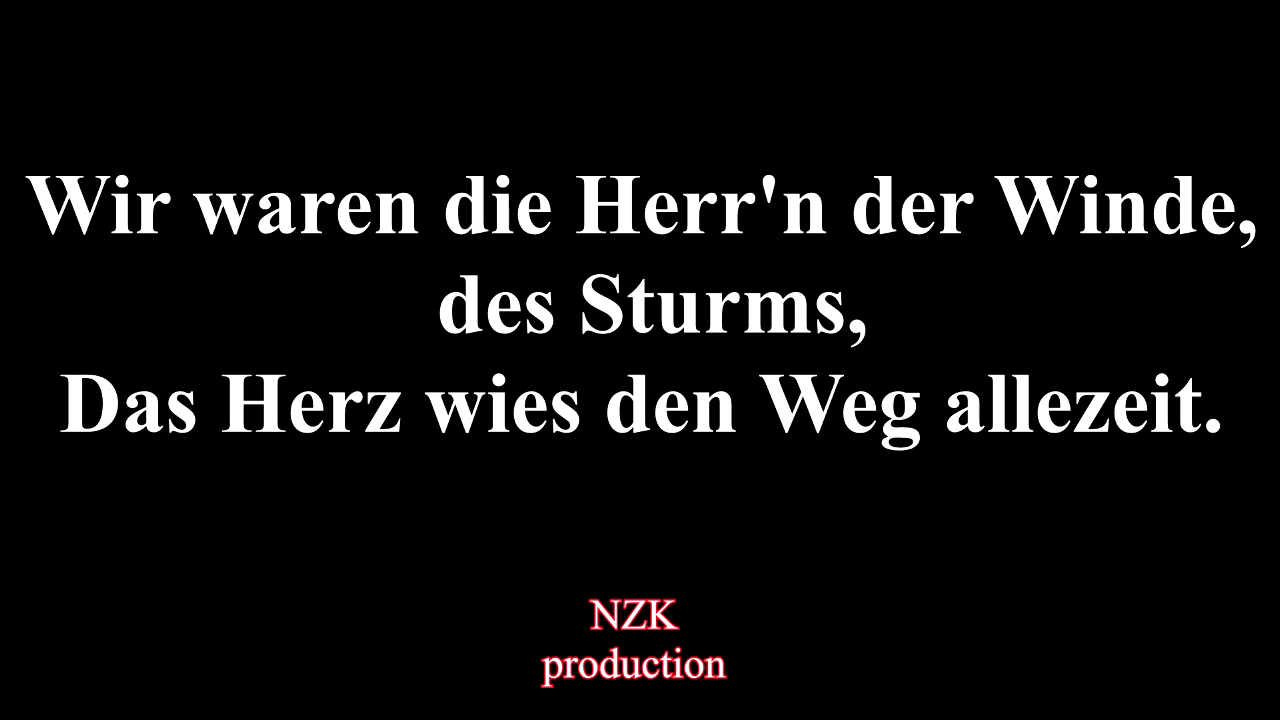 Wir waren die Herr'n der Winde,
des Sturms,
Das Herz wies den Weg allezeit.
NZK
production